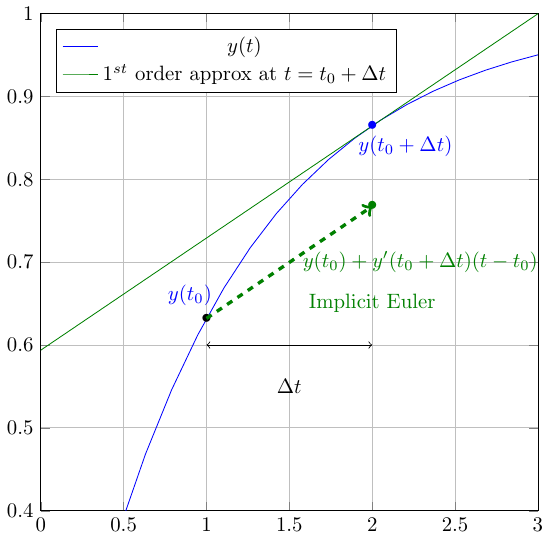 y(t)
1^{st} order approx at t = t_0 + Δt
1
0.9
0.8
0.7
0.6
0.5
0.4
y(t_0 + Δt)
y(t_0) + y′(t_0 + Δt)(t − t_0)
y(t_0)
Implicit Euler
Δt
0
0.5
1
1.5
2
2.5
3